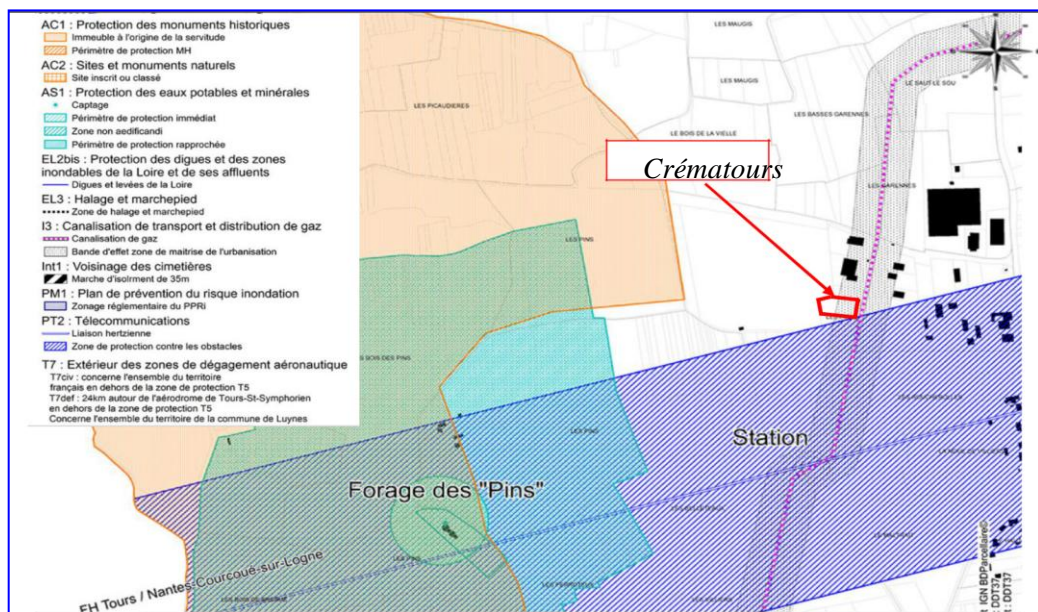 AC1 : Protection des monuments historiques
Immeuble à l'origine de la servitude
Périmètre de protection MH
AC2 : Sites et monuments naturels
Site inscrit ou classé
AS1 : Protection des eaux potables et minérales
Captage
Périmètre de protection immédiat
Zone non aedificandi
Périmètre de protection rapprochée
EL2bis : Protection des digues et des zones
inondables de la Loire et de ses affluents
Digues et levées de la Loire
EL3 : Halage et marchepied
Zone de halage et marchepied
I3 : Canalisation de transport et distribution de gaz
Canalisation de gaz
Bande d'effet zone de maitrise de l'urbanisation
Int1 : Voisinage des cimetières
Marche d'isolrment de 35m
PM1 : Plan de prévention du risque inondation
Zonage réglementaire du PPRi
PT2 : Télecommunications
Liaison hertzienne
Zone de protection contre les obstacles
T7 : Extérieur des zones de dégagement aéronautique
T7civ : concerne l'ensemble du territoire
français en dehors de la zone de protection T5
T7def : 24km autour de l'aérodrome de Tours-St-Symphorien
en dehors de la zone de protection T5
Concerne l'ensemble du territoire de la commune de Luynes
LES MAUGIS
LES MAUGIS
LE SAUT LE SOU
LES PICAUDIERES
LES BASSES GARENNES
LE BOIS DE LA VIELLE
Crématours
LES GARENNES
LES PINS
BOIS DES PINS
LES PINS
Station
Forage des "Pins"
LES PINS
EH Tours / Nantes-Courcoué-sur-Logne
IGN BDParcellaire©
: DDT37
: DDT37